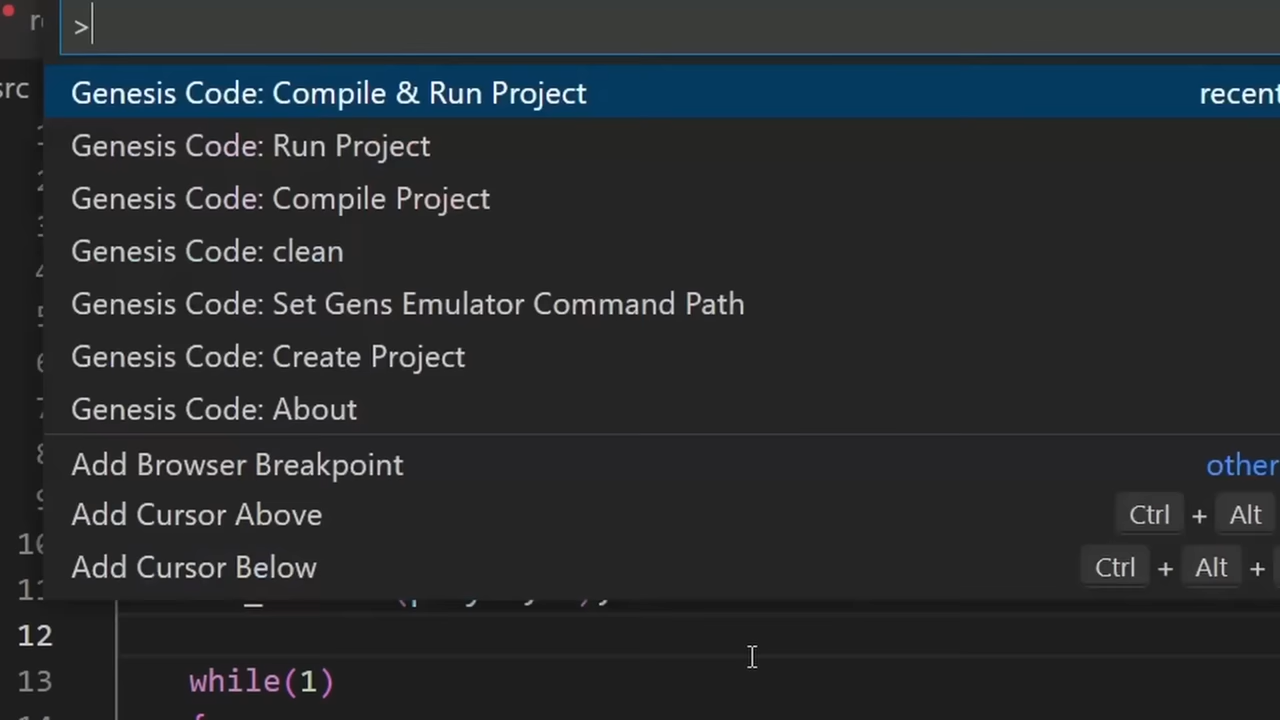 >
Genesis Code: Compile & Run Project recent
Genesis Code: Run Project
Genesis Code: Compile Project
Genesis Code: clean
Genesis Code: Set Gens Emulator Command Path
Genesis Code: Create Project
Genesis Code: About
Add Browser Breakpoint other
Add Cursor Above Ctrl + Alt
Add Cursor Below Ctrl + Alt +
src
12
13 while(1)